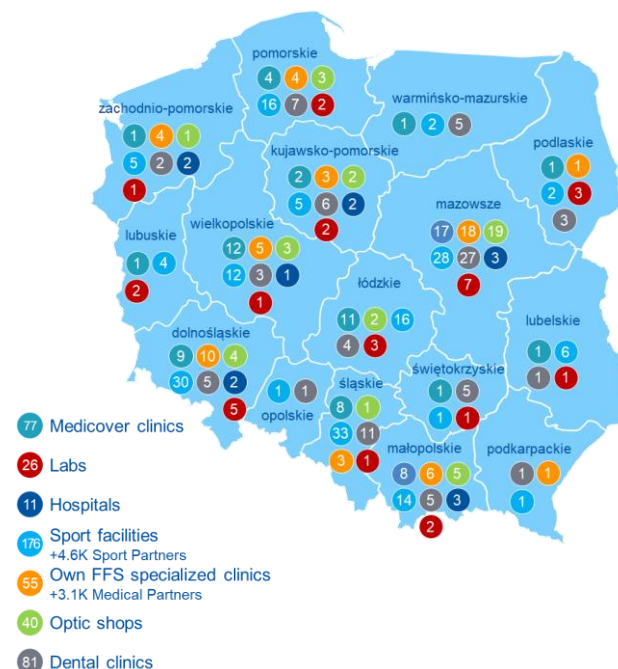 pomorskie
4 4 3
16 7 2
warmińsko-mazurskie
1 2 5
zachodnio-pomorskie
1 4 1
5 2 2
1
podlaskie
1 1
2 3
3
kujawsko-pomorskie
2 3 2
5 6 2
2
mazowsze
17 18 19
28 27 3
7
wielkopolskie
12 5 3
12 3 1
1
lubuskie
1 4
2
łódzkie
11 2 16
4 3
lubelskie
1 6
1 1
dolnośląskie
9 10 4
30 5 2
5
opolskie
1 1
śląskie
8 1
33 11
3 1
świętokrzyskie
1 5
1 1
małopolskie
8 6 5
14 5 3
2
podkarpackie
1 1
1
77 Medicover clinics
26 Labs
11 Hospitals
176 Sport facilities
+4.6K Sport Partners
55 Own FFS specialized clinics
+3.1K Medical Partners
40 Optic shops
81 Dental clinics